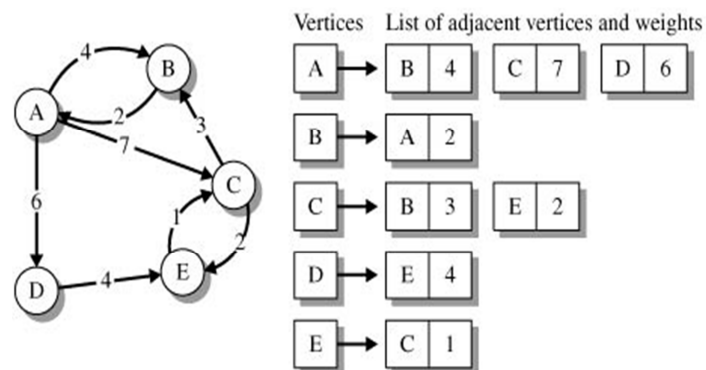 Vertices List of adjacent vertices and weights
4
B
A
2
7
3
C
6
1
2
E
D
4
A B 4 C 7 D 6
B A 2
C B 3 E 2
D E 4
E C 1